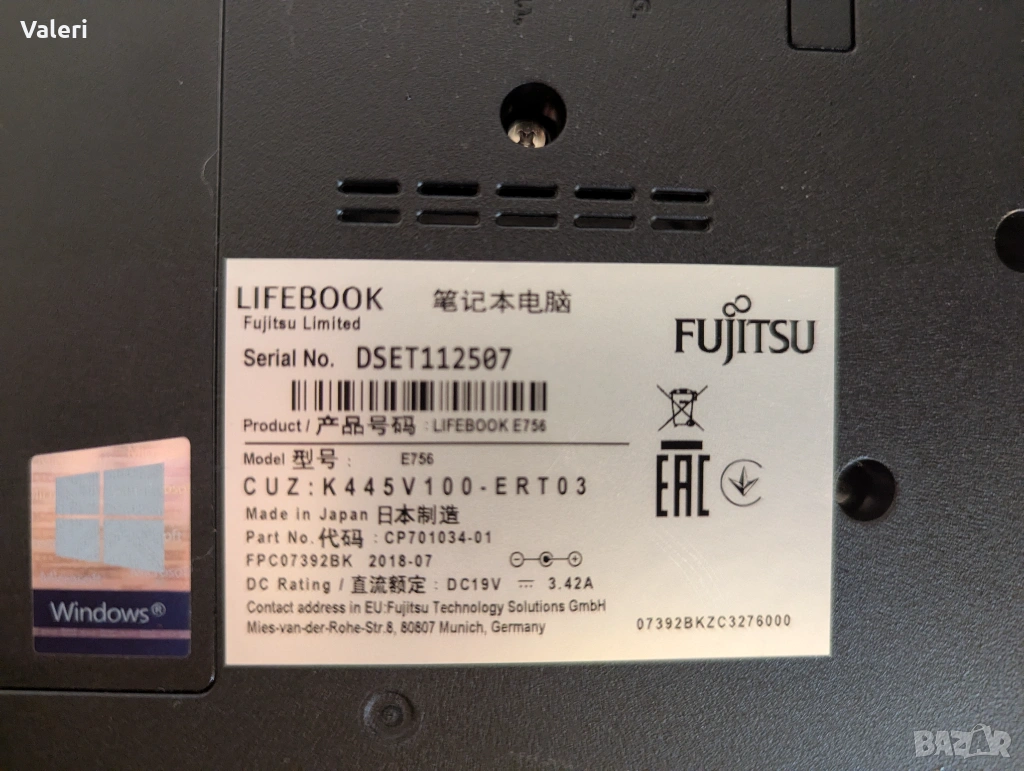 Valeri
LIFEBOOK 笔记本电脑
Fujitsu Limited
FUJITSU
Serial No. DSET112507
Product / 产品号码 : LIFEBOOK E756
Model 型号 : E756
CUZ:K445V100-ERT03
EAC
Made in Japan 日本制造
Part No. 代码 : CP701034-01
FPC07392BK 2018-07
DC Rating / 直流额定 : DC19V ⎓ 3.42A
Contact address in EU:Fujitsu Technology Solutions GmbH
Mies-van-der-Rohe-Str.8, 80807 Munich, Germany
07392BKZC3276000
Windows®
BAZAR